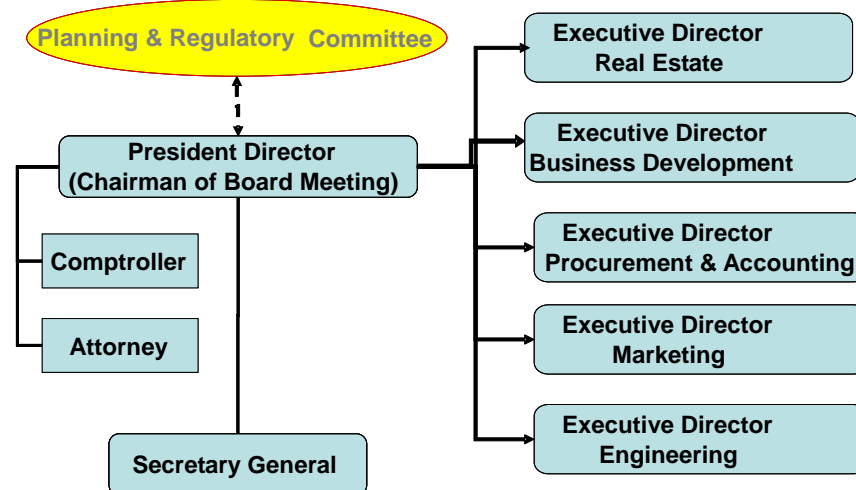 Planning & Regulatory Committee
President Director
(Chairman of Board Meeting)
Comptroller
Attorney
Secretary General
Executive Director
Real Estate
Executive Director
Business Development
Executive Director
Procurement & Accounting
Executive Director
Marketing
Executive Director
Engineering